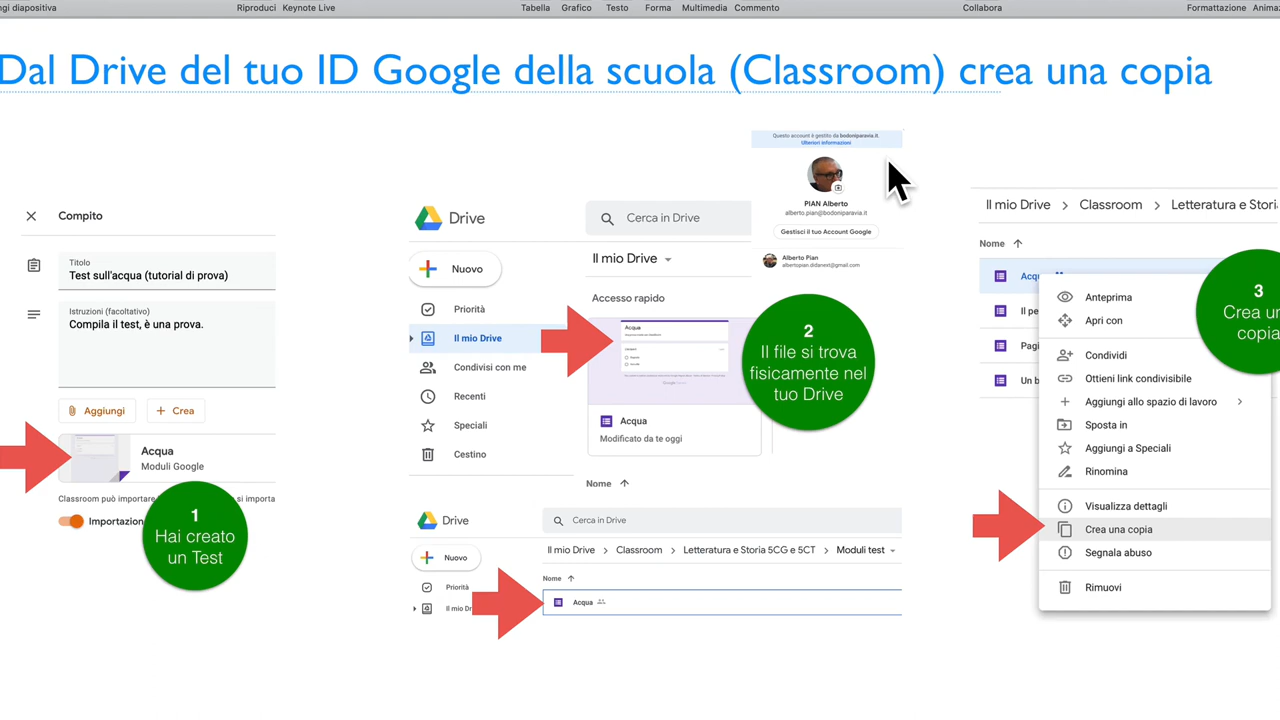 ngi diapositiva
Riproduci
Keynote Live
Tabella
Grafico
Testo
Forma
Multimedia
Commento
Collabora
Formattazione
Animaz
Dal Drive del tuo ID Google della scuola (Classroom) crea una copia
Compito
Titolo
Test sull'acqua (tutorial di prova)
Istruzioni (facoltativo)
Compila il test, è una prova.
Aggiungi
Crea
Acqua
Moduli Google
Classroom può importare
si importa
Importazion
1
Hai creato
un Test
Drive
Cerca in Drive
Nuovo
Il mio Drive
Accesso rapido
Priorità
Il mio Drive
Condivisi con me
Recenti
Speciali
Cestino
Acqua
Acqua
Modificato da te oggi
Nome
Questo account è gestito da bodoniparavia.it.
Ulteriori informazioni
PIAN Alberto
alberto.pian@bodoniparavia.it
Gestisci il tuo Account Google
Alberto Pian
albertopian.didanext@gmail.com
2
Il file si trova
fisicamente nel
tuo Drive
Drive
Cerca in Drive
Nuovo
Il mio Drive
Classroom
Letteratura e Storia 5CG e 5CT
Moduli test
Nome
Priorità
Il mio Dr
Acqua
Il mio Drive
Classroom
Letteratura e Stori
Nome
Acq
Il pe
Pagi
Un b
Anteprima
Apri con
Condividi
Ottieni link condivisibile
Aggiungi allo spazio di lavoro
Sposta in
Aggiungi a Speciali
Rinomina
Visualizza dettagli
Crea una copia
Segnala abuso
Rimuovi
3
Crea un
copia